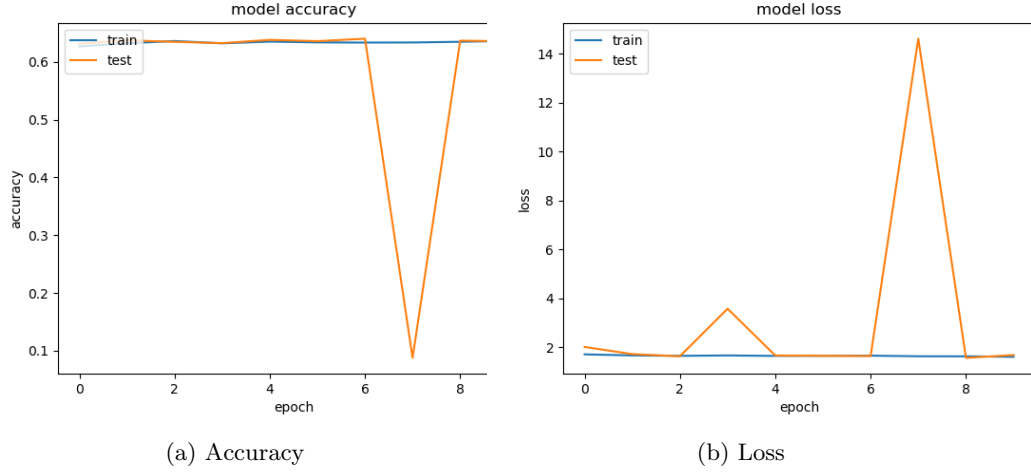 model accuracy
train
test
0.6
0.5
0.4
0.3
0.2
0.1
accuracy
0 2 4 6 8
epoch
(a) Accuracy
model loss
train
test
14
12
10
8
6
4
2
loss
0 2 4 6 8
epoch
(b) Loss